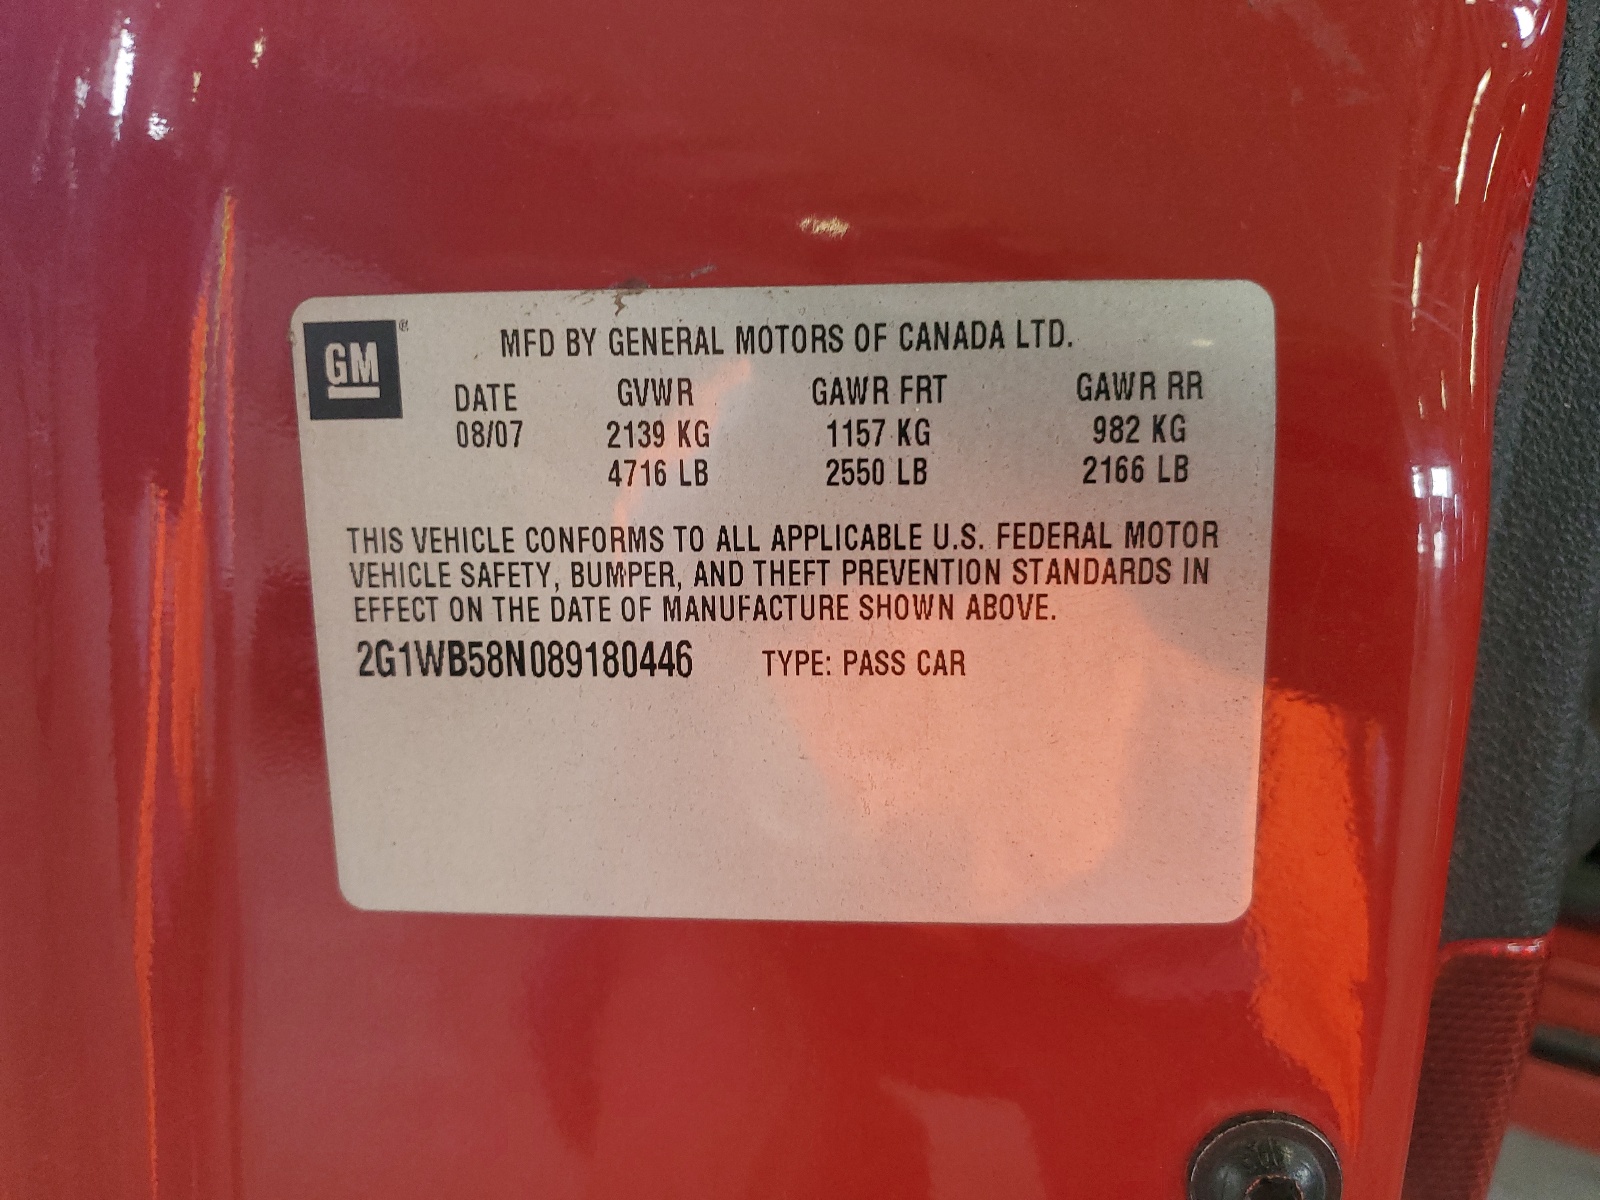 GM®
MFD BY GENERAL MOTORS OF CANADA LTD.
DATE GVWR GAWR FRT GAWR RR
08/07 2139 KG 1157 KG 982 KG
4716 LB 2550 LB 2166 LB
THIS VEHICLE CONFORMS TO ALL APPLICABLE U.S. FEDERAL MOTOR
VEHICLE SAFETY, BUMPER, AND THEFT PREVENTION STANDARDS IN
EFFECT ON THE DATE OF MANUFACTURE SHOWN ABOVE.
2G1WB58N089180446 TYPE: PASS CAR